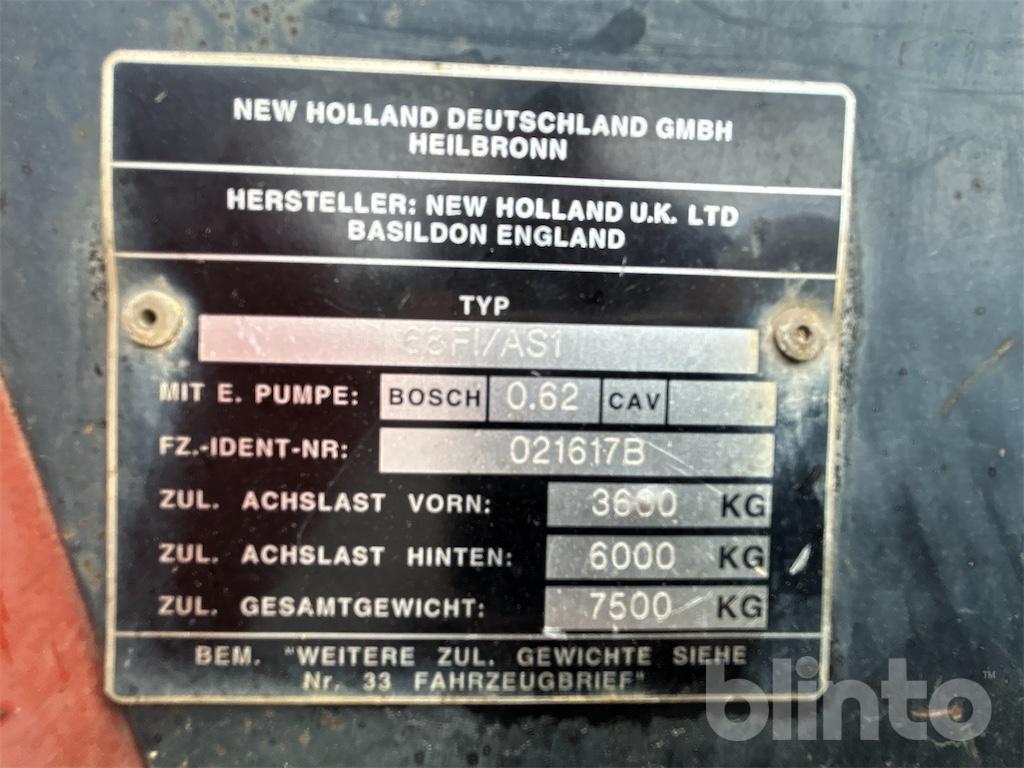 NEW HOLLAND DEUTSCHLAND GMBH
HEILBRONN
HERSTELLER: NEW HOLLAND U.K. LTD
BASILDON ENGLAND
TYP
MIT E. PUMPE: BOSCH 0.62 CAV
FZ.-IDENT-NR: 021617B
ZUL. ACHSLAST VORN: KG
ZUL. ACHSLAST HINTEN: 6000 KG
ZUL. GESAMTGEWICHT: 7500 KG
BEM. "WEITERE ZUL. GEWICHTE SIEHE
Nr. 33 FAHRZEUGBRIEF"
blinto™